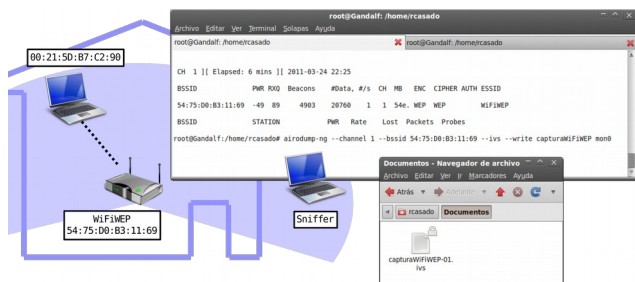 root@Gandalf: /home/rcasado
Archivo Editar Ver Terminal Solapas Ayuda
root@Gandalf: /home/rcasado root@Gandalf: /home/rcasado
CH 1 ][ Elapsed: 6 mins ][ 2011-03-24 22:25
BSSID PWR RXQ Beacons #Data, #/s CH MB ENC CIPHER AUTH ESSID
54:75:D0:B3:11:69 -49 89 4903 20760 1 1 54e. WEP WEP WiFiWEP
BSSID STATION PWR Rate Lost Packets Probes
root@Gandalf:/home/rcasado# airodump-ng --channel 1 --bssid 54:75:D0:B3:11:69 --ivs --write capturaWiFiWEP mon0
00:21:5D:B7:C2:90
WiFiWEP
54:75:D0:B3:11:69
Sniffer
Documentos - Navegador de archivo
Archivo Editar Ver Ir Marcadores Ayuda
Atrás Adelante
rcasado Documentos
capturaWiFiWEP-01.
ivs